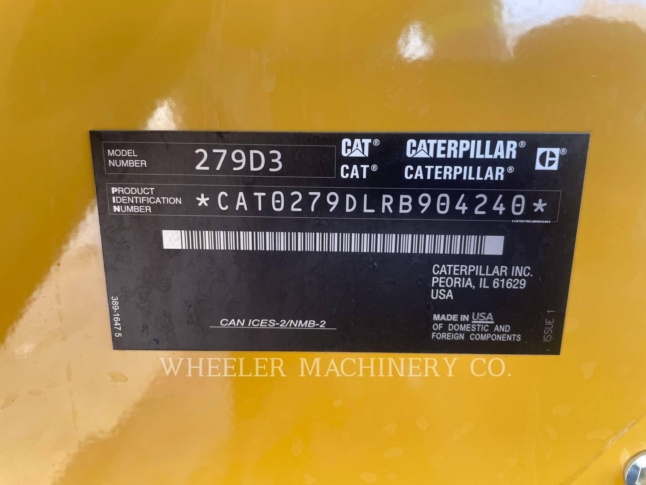 MODEL NUMBER 279D3 CAT® CATERPILLAR® C®
CAT® CATERPILLAR®
PRODUCT IDENTIFICATION NUMBER *CAT0279DLRB904240*
CATERPILLAR INC.
PEORIA, IL 61629
USA
389-1647 5
CAN ICES-2/NMB-2
MADE IN USA
OF DOMESTIC AND
FOREIGN COMPONENTS
ISSUE 1
WHEELER MACHINERY CO.